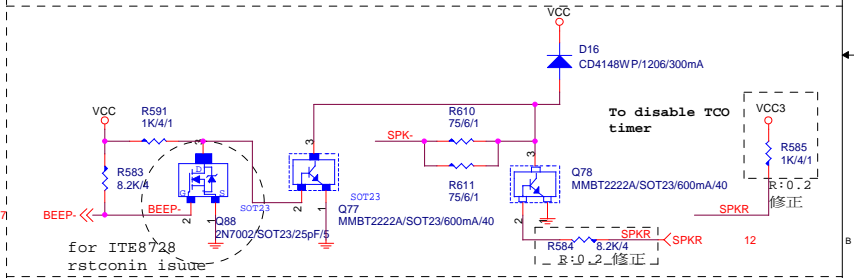 VCC
D16
CD4148WP/1206/300mA
VCC
R591
1K/4/1
R610
75/6/1
To disable TCO
timer
VCC3
R585
1K/4/1
R:0.2
修正
3
3
SPK-
3
R583
8.2K/4
D
G
S
R611
75/6/1
Q78
MMBT2222A/SOT23/600mA/40
SOT23
SOT23
2
1
2
1
2
1
7
BEEP-
BEEP-
Q88
2N7002/SOT23/25pF/5
Q77
MMBT2222A/SOT23/600mA/40
SPKR
SPKR
SPKR
12
B
R584
8.2K/4
R:0.2 修正
for ITE8728
rstconin isuue